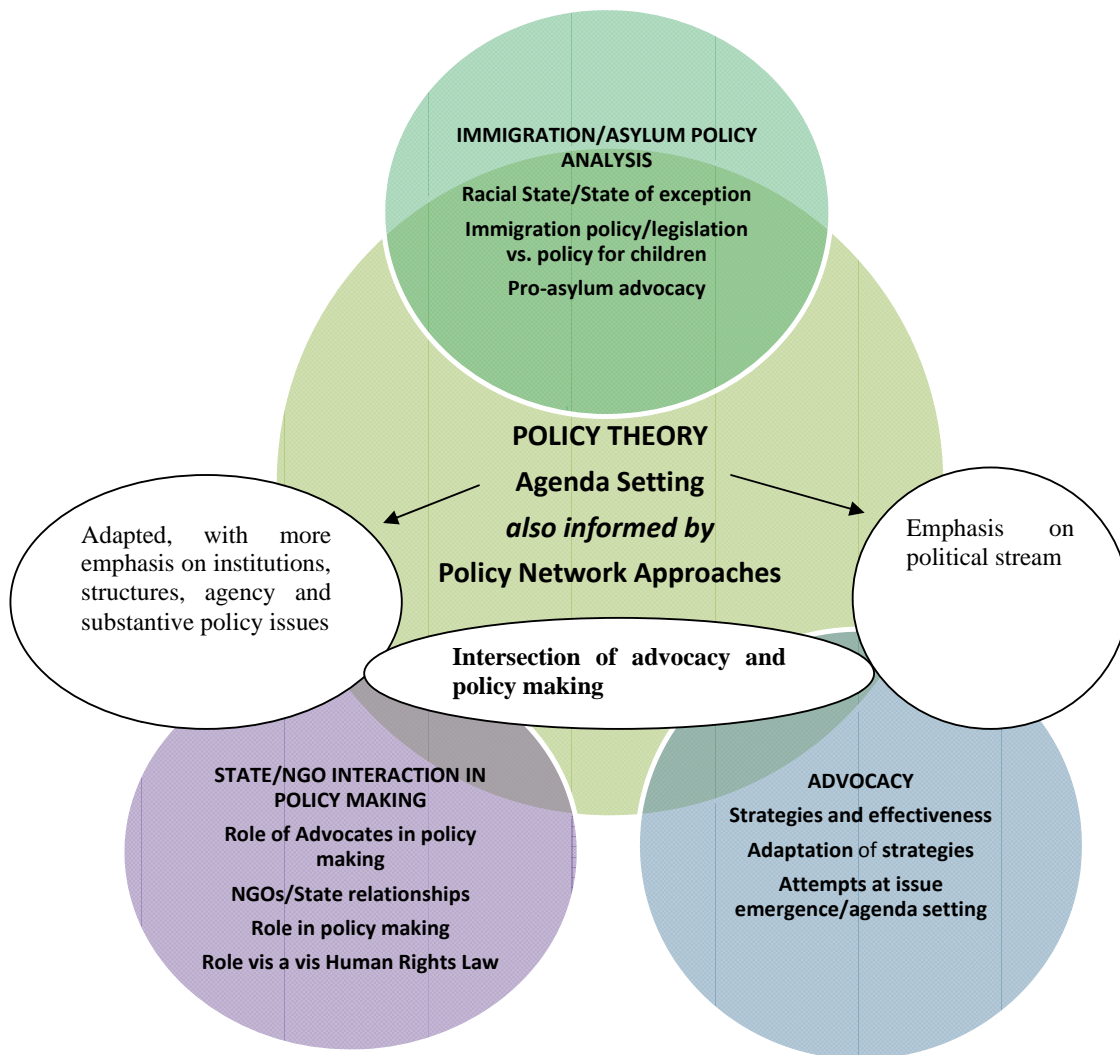 IMMIGRATION/ASYLUM POLICY
ANALYSIS
Racial State/State of exception
Immigration policy/legislation
vs. policy for children
Pro-asylum advocacy
POLICY THEORY
Agenda Setting
also informed by
Policy Network Approaches
Adapted, with more
emphasis on institutions,
structures, agency and
substantive policy issues
Emphasis on
political stream
Intersection of advocacy and
policy making
STATE/NGO INTERACTION IN
POLICY MAKING
Role of Advocates in policy
making
NGOs/State relationships
Role in policy making
Role vis a vis Human Rights Law
ADVOCACY
Strategies and effectiveness
Adaptation of strategies
Attempts at issue
emergence/agenda setting